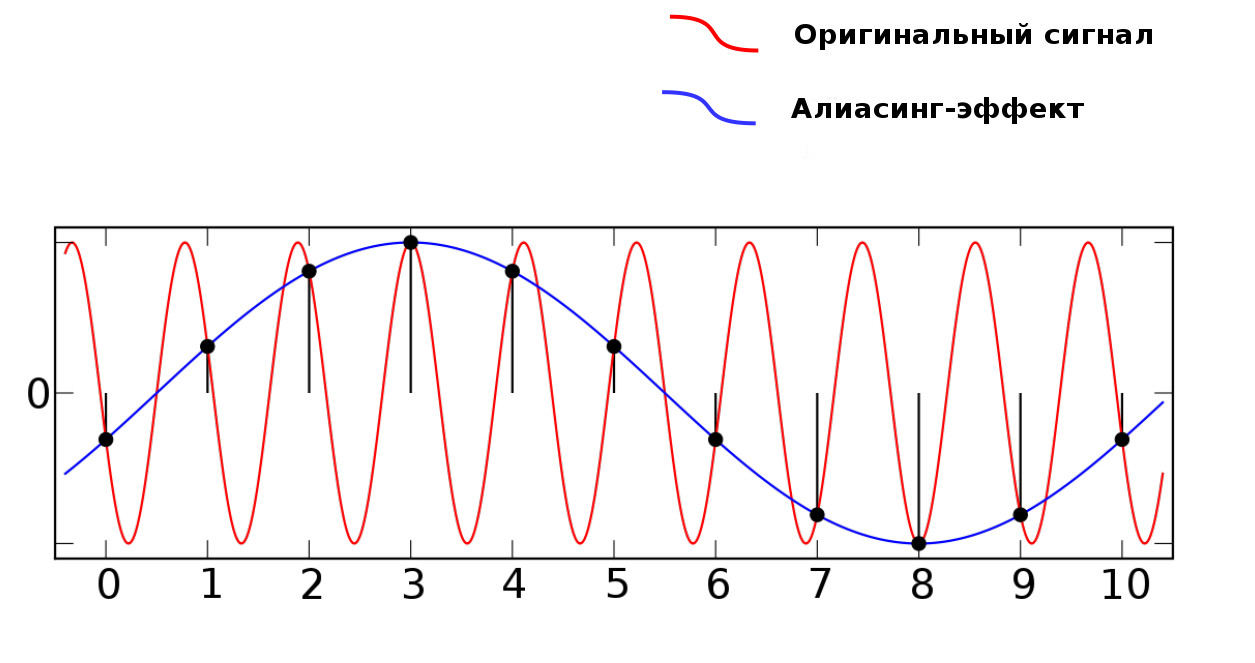 Оригинальный сигнал
Алиасинг-эффект
0
0 1 2 3 4 5 6 7 8 9 10